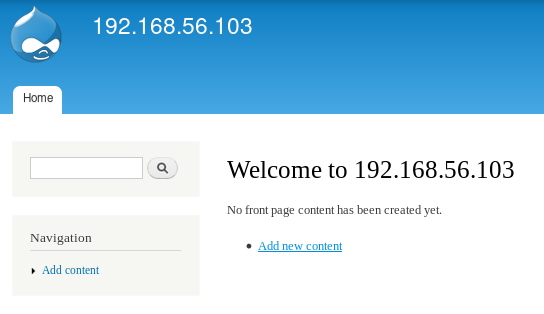 192.168.56.103
Home
Navigation
Add content
Welcome to 192.168.56.103
No front page content has been created yet.
Add new content